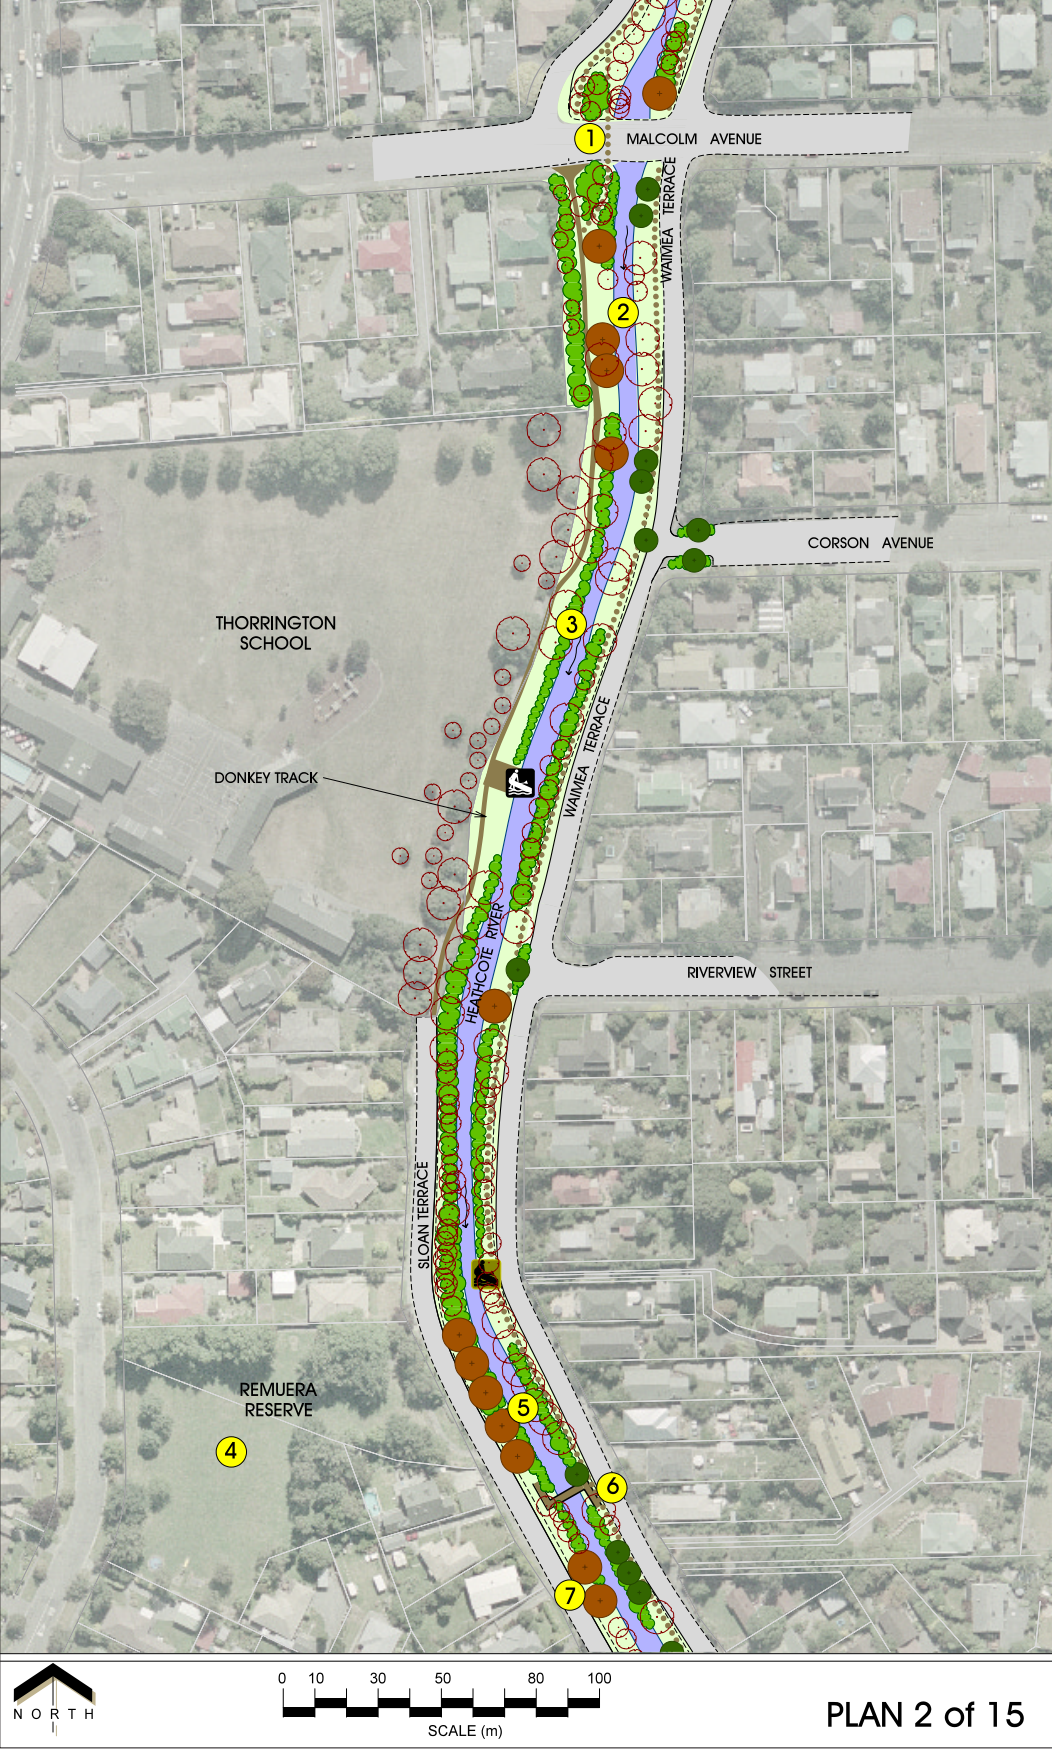 1
MALCOLM AVENUE
WAIMEA TERRACE
2
CORSON AVENUE
THORRINGTON
SCHOOL
3
WAIMEA TERRACE
DONKEY TRACK
HEATHCOTE RIVER
RIVERVIEW STREET
SLOAN TERRACE
REMUERA
RESERVE
4
5
6
7
NORTH
0 10 30 50 80 100
SCALE (m)
PLAN 2 of 15